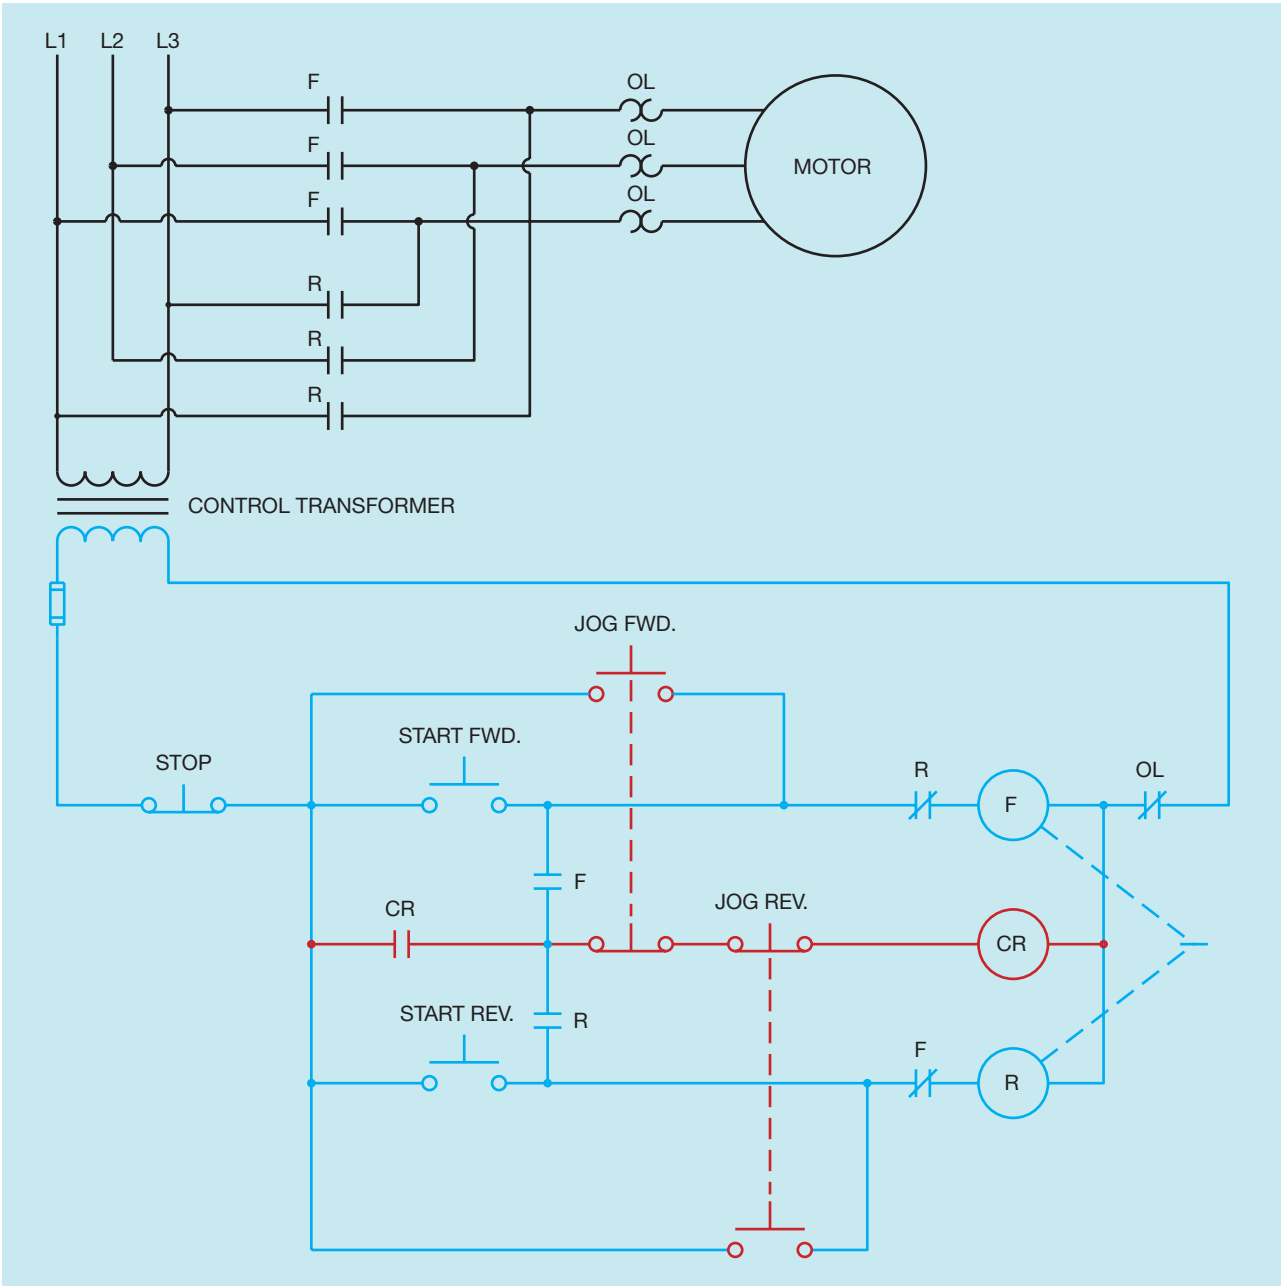 L1 L2 L3
F OL
F OL
MOTOR
F OL
R
R
R
CONTROL TRANSFORMER
JOG FWD.
START FWD.
STOP
R
OL
F
F
CR
JOG REV.
CR
START REV.
R
F
R